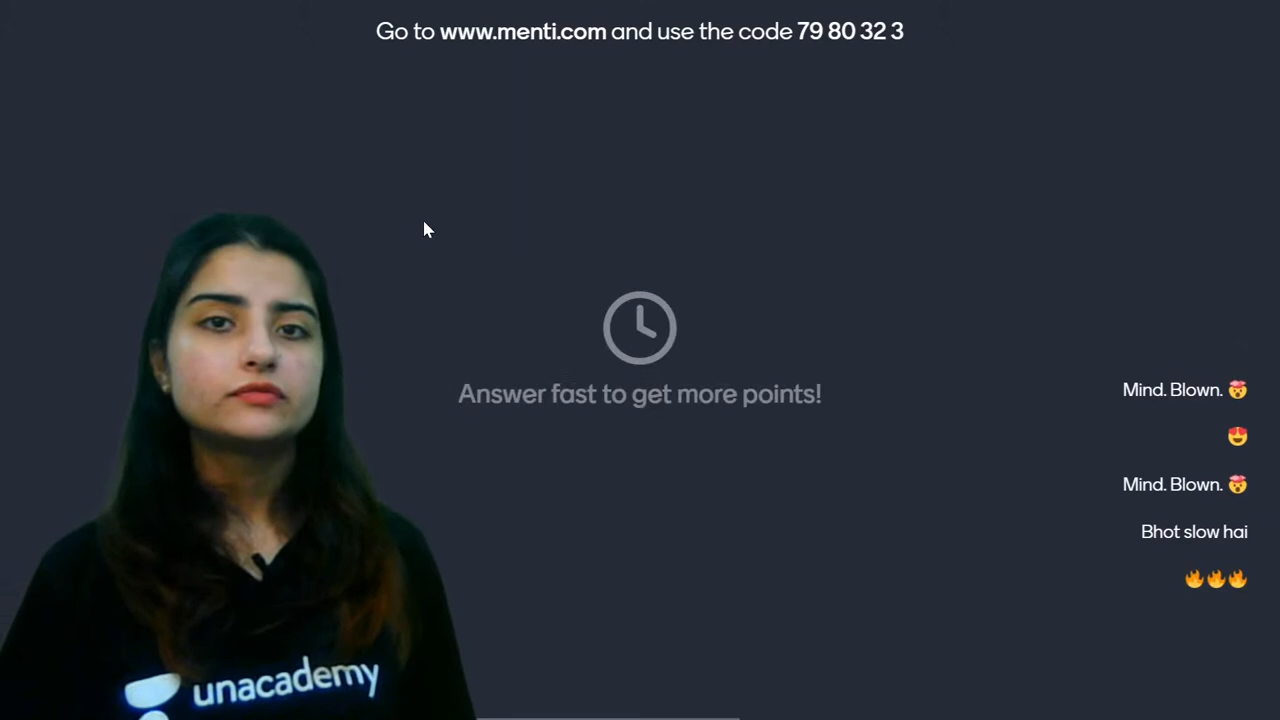 Go to www.menti.com and use the code 79 80 32 3
Answer fast to get more points!
Mind. Blown. 🤯
😍
Mind. Blown. 🤯
Bhot slow hai
🔥🔥🔥
unacademy